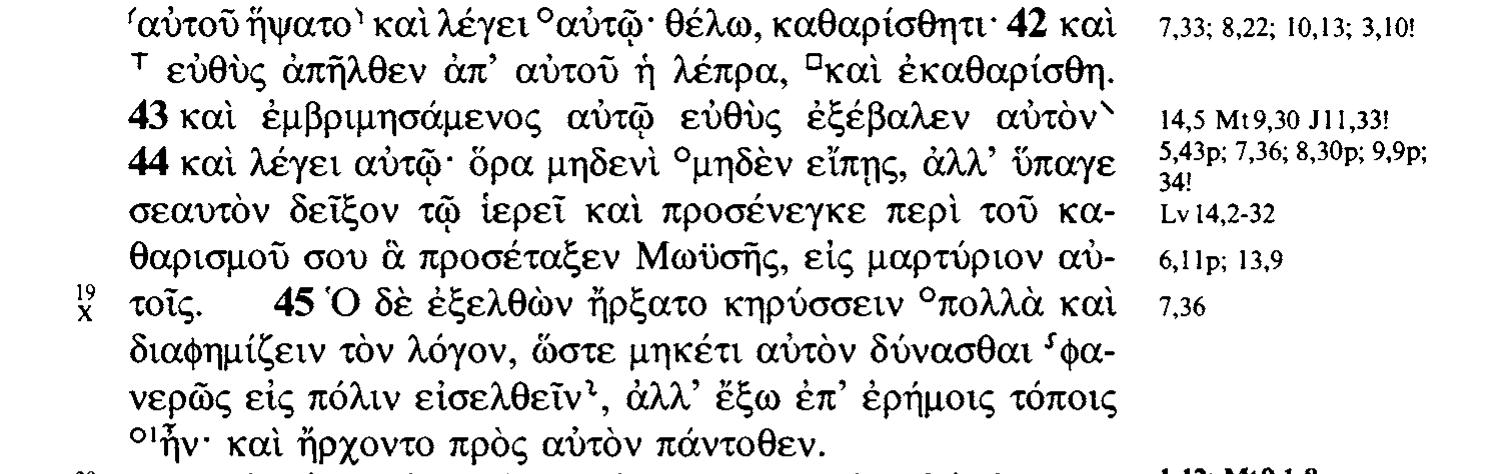 ⸂αὐτοῦ ἥψατο⸃ καὶ λέγει ⸀αὐτῷ· θέλω, καθαρίσθητι· 42 καὶ 7,33; 8,22; 10,13; 3,10!
⸆ εὐθὺς ἀπῆλθεν ἀπ’ αὐτοῦ ἡ λέπρα, ⸋καὶ ἐκαθαρίσθη.
43 καὶ ἐμβριμησάμενος αὐτῷ εὐθὺς ἐξέβαλεν αὐτὸν⸌ 14,5 Mt9,30 J11,33!
44 καὶ λέγει αὐτῷ· ὅρα μηδενὶ °μηδὲν εἴπῃς, ἀλλ’ ὕπαγε 5,43p; 7,36; 8,30p; 9,9p;
34!
σεαυτὸν δεῖξον τῷ ἱερεῖ καὶ προσένεγκε περὶ τοῦ κα- Lv14,2-32
θαρισμοῦ σου ἃ προσέταξεν Μωϋσῆς, εἰς μαρτύριον αὐ- 6,11p; 13,9
19
X τοῖς. 45 Ὁ δὲ ἐξελθὼν ἤρξατο κηρύσσειν °πολλὰ καὶ 7,36
διαφημίζειν τὸν λόγον, ὥστε μηκέτι αὐτὸν δύνασθαι ⸉φα-
νερῶς εἰς πόλιν εἰσελθεῖν⸊, ἀλλ’ ἔξω ἐπ’ ἐρήμοις τόποις
°¹ἦν· καὶ ἤρχοντο πρὸς αὐτὸν πάντοθεν.